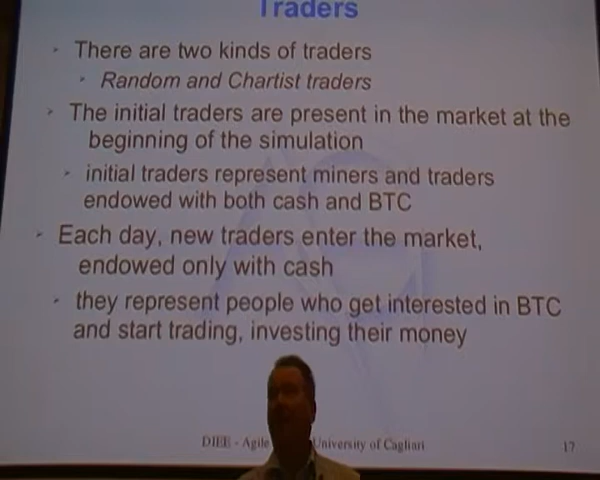 Traders
There are two kinds of traders
Random and Chartist traders
The initial traders are present in the market at the
beginning of the simulation
initial traders represent miners and traders
endowed with both cash and BTC
Each day, new traders enter the market,
endowed only with cash
they represent people who get interested in BTC
and start trading, investing their money
DIEE - Agile University of Cagliari
17